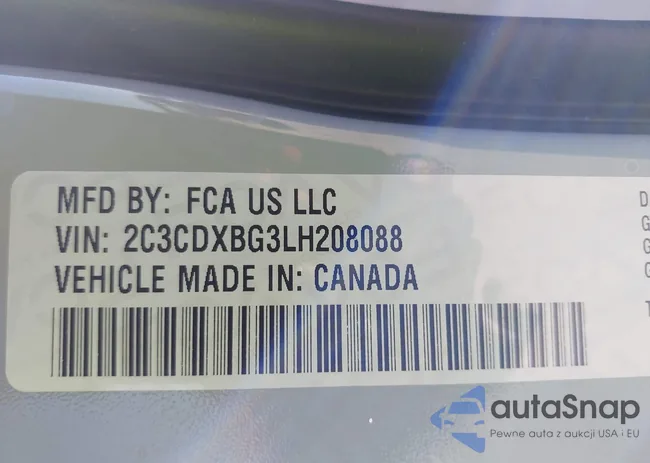 MFD BY: FCA US LLC
VIN: 2C3CDXBG3LH208088
VEHICLE MADE IN: CANADA
D
G
G
G
T
autaSnap
Pewne auta z aukcji USA i EU